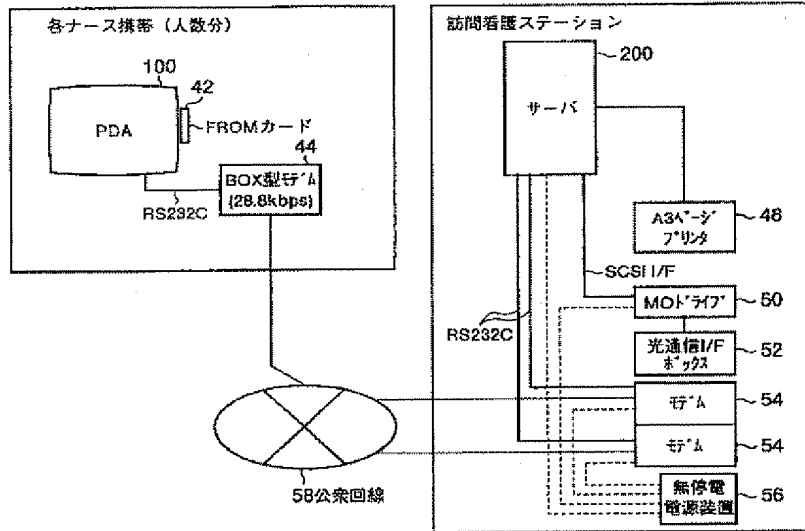 各ナース携帯（人数分）
100
42
PDA
FROMカード
44
BOX型モデム
(28.8kbps)
RS232C
訪問看護ステーション
200
サーバ
A3ページ
プリンタ
48
SCSI I/F
MOドライブ
50
RS232C
光通信I/F
ボックス
52
モデム
54
モデム
54
無停電
電源装置
56
58公衆回線